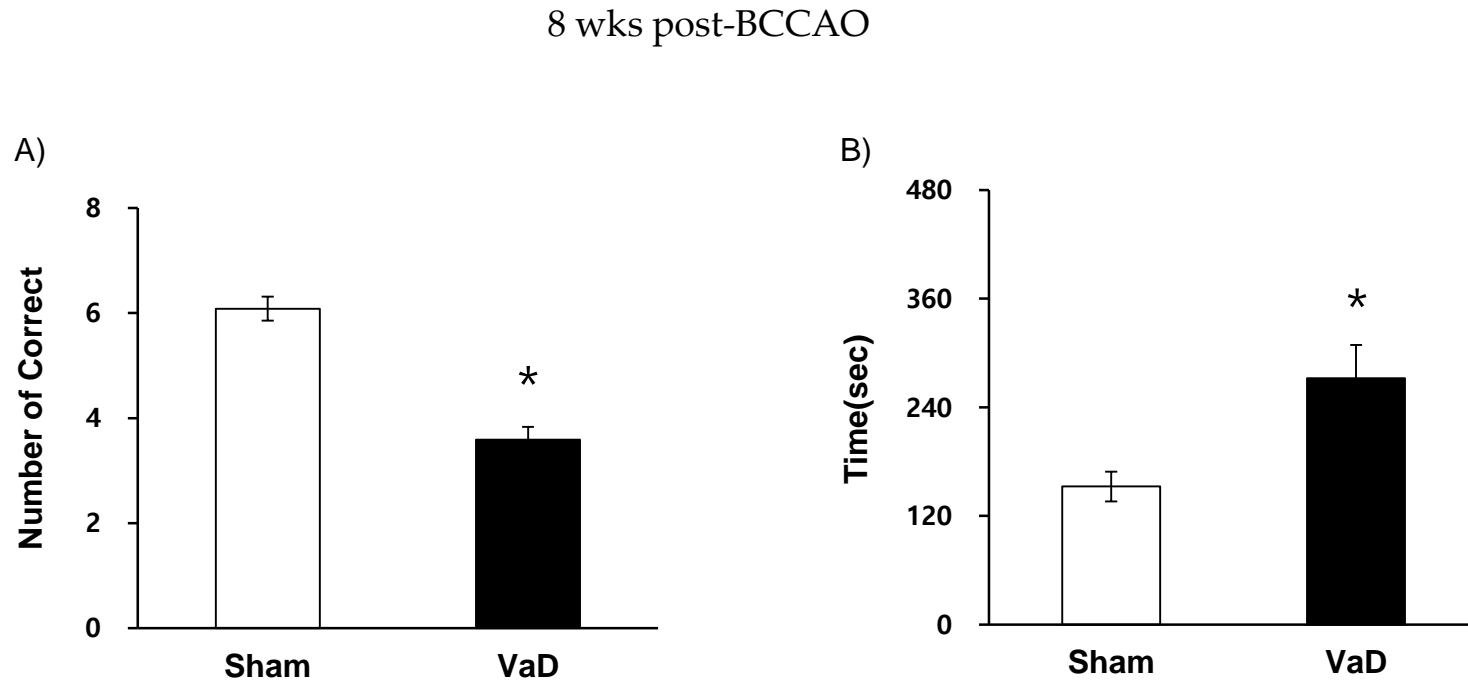 8 wks post-BCCAO
A)
8
6
4
2
0
Number of Correct
*
Sham VaD
B)
480
360
240
120
0
Time(sec)
*
Sham VaD